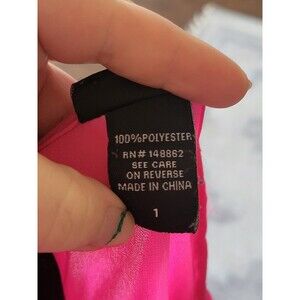 100%POLYESTER
RN# 148862
SEE CARE
ON REVERSE
MADE IN CHINA
1